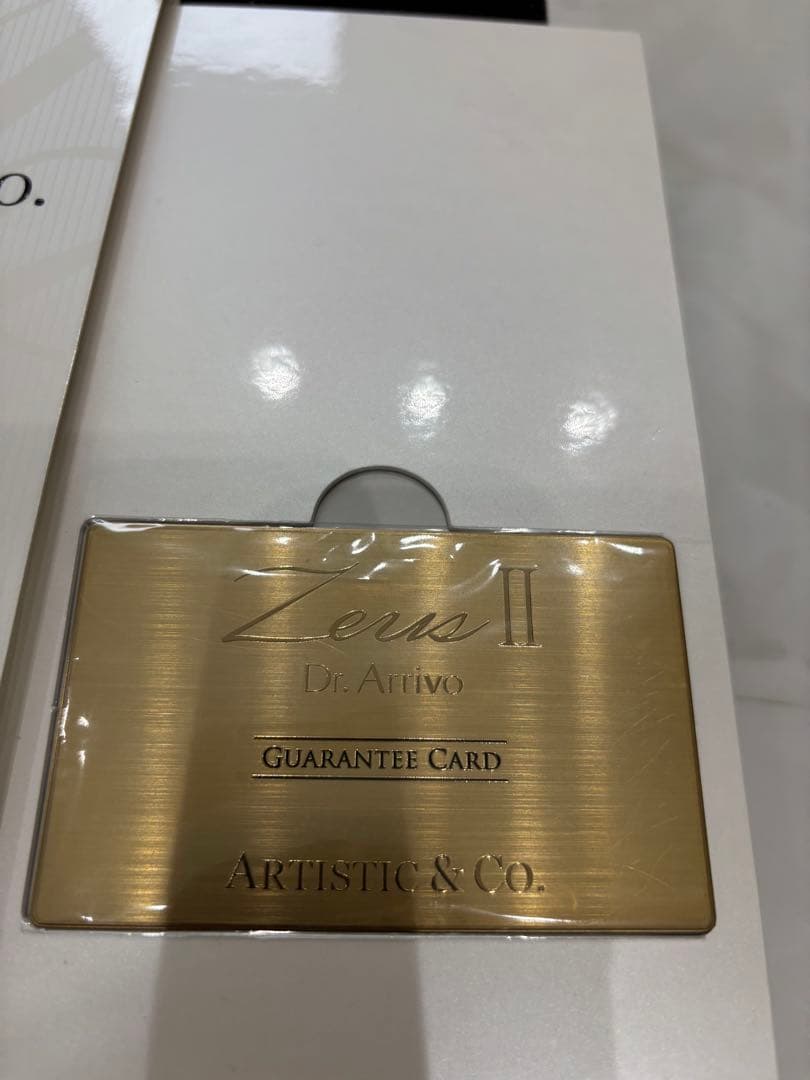 o.
Zeus II
Dr. Arrivo
GUARANTEE CARD
ARTISTIC & CO.